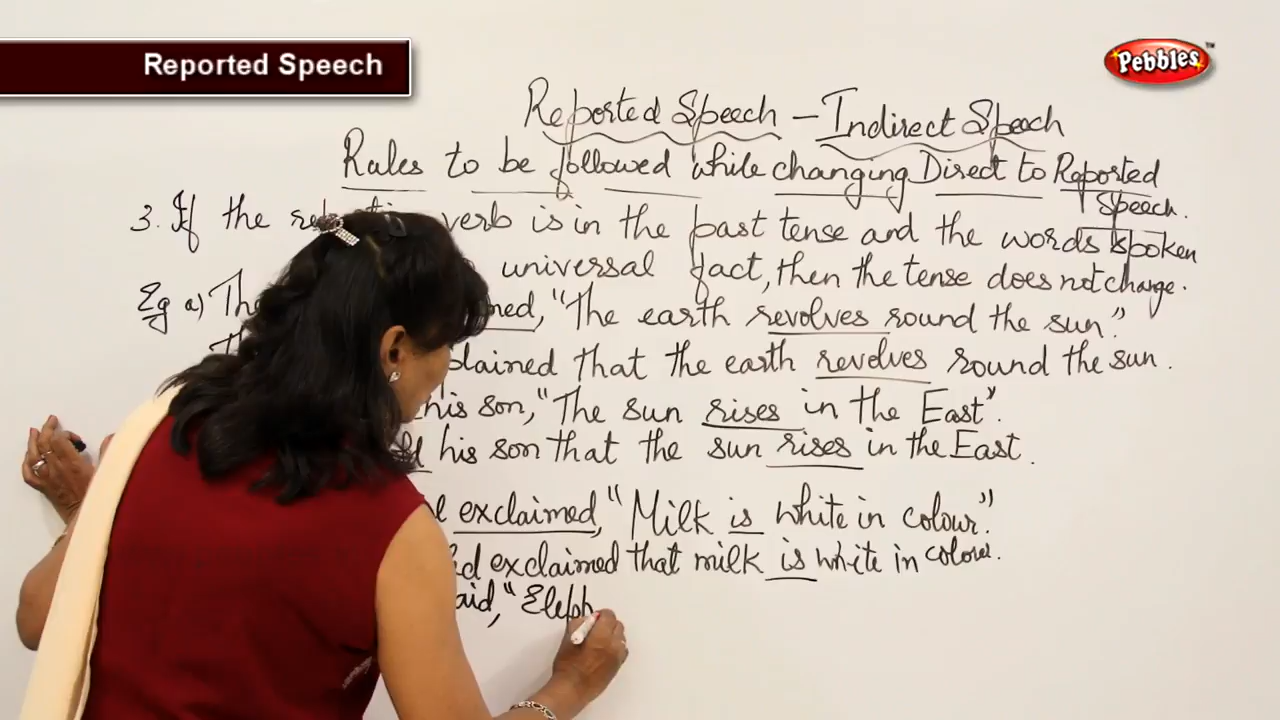 Reported Speech
Pebbles™
Reported Speech – Indirect Speech
Rules to be followed while changing Direct to Reported
Speech.
3. If the verb is in the past tense and the words spoken
universal fact, then the tense does not change.
Eg a) "The earth revolves round the sun."
that the earth revolves round the sun.
his son, "The sun rises in the East".
his son that the sun rises in the East.
exclaimed, "Milk is white in colour."
exclaimed that milk is white in colour.
"Eleph